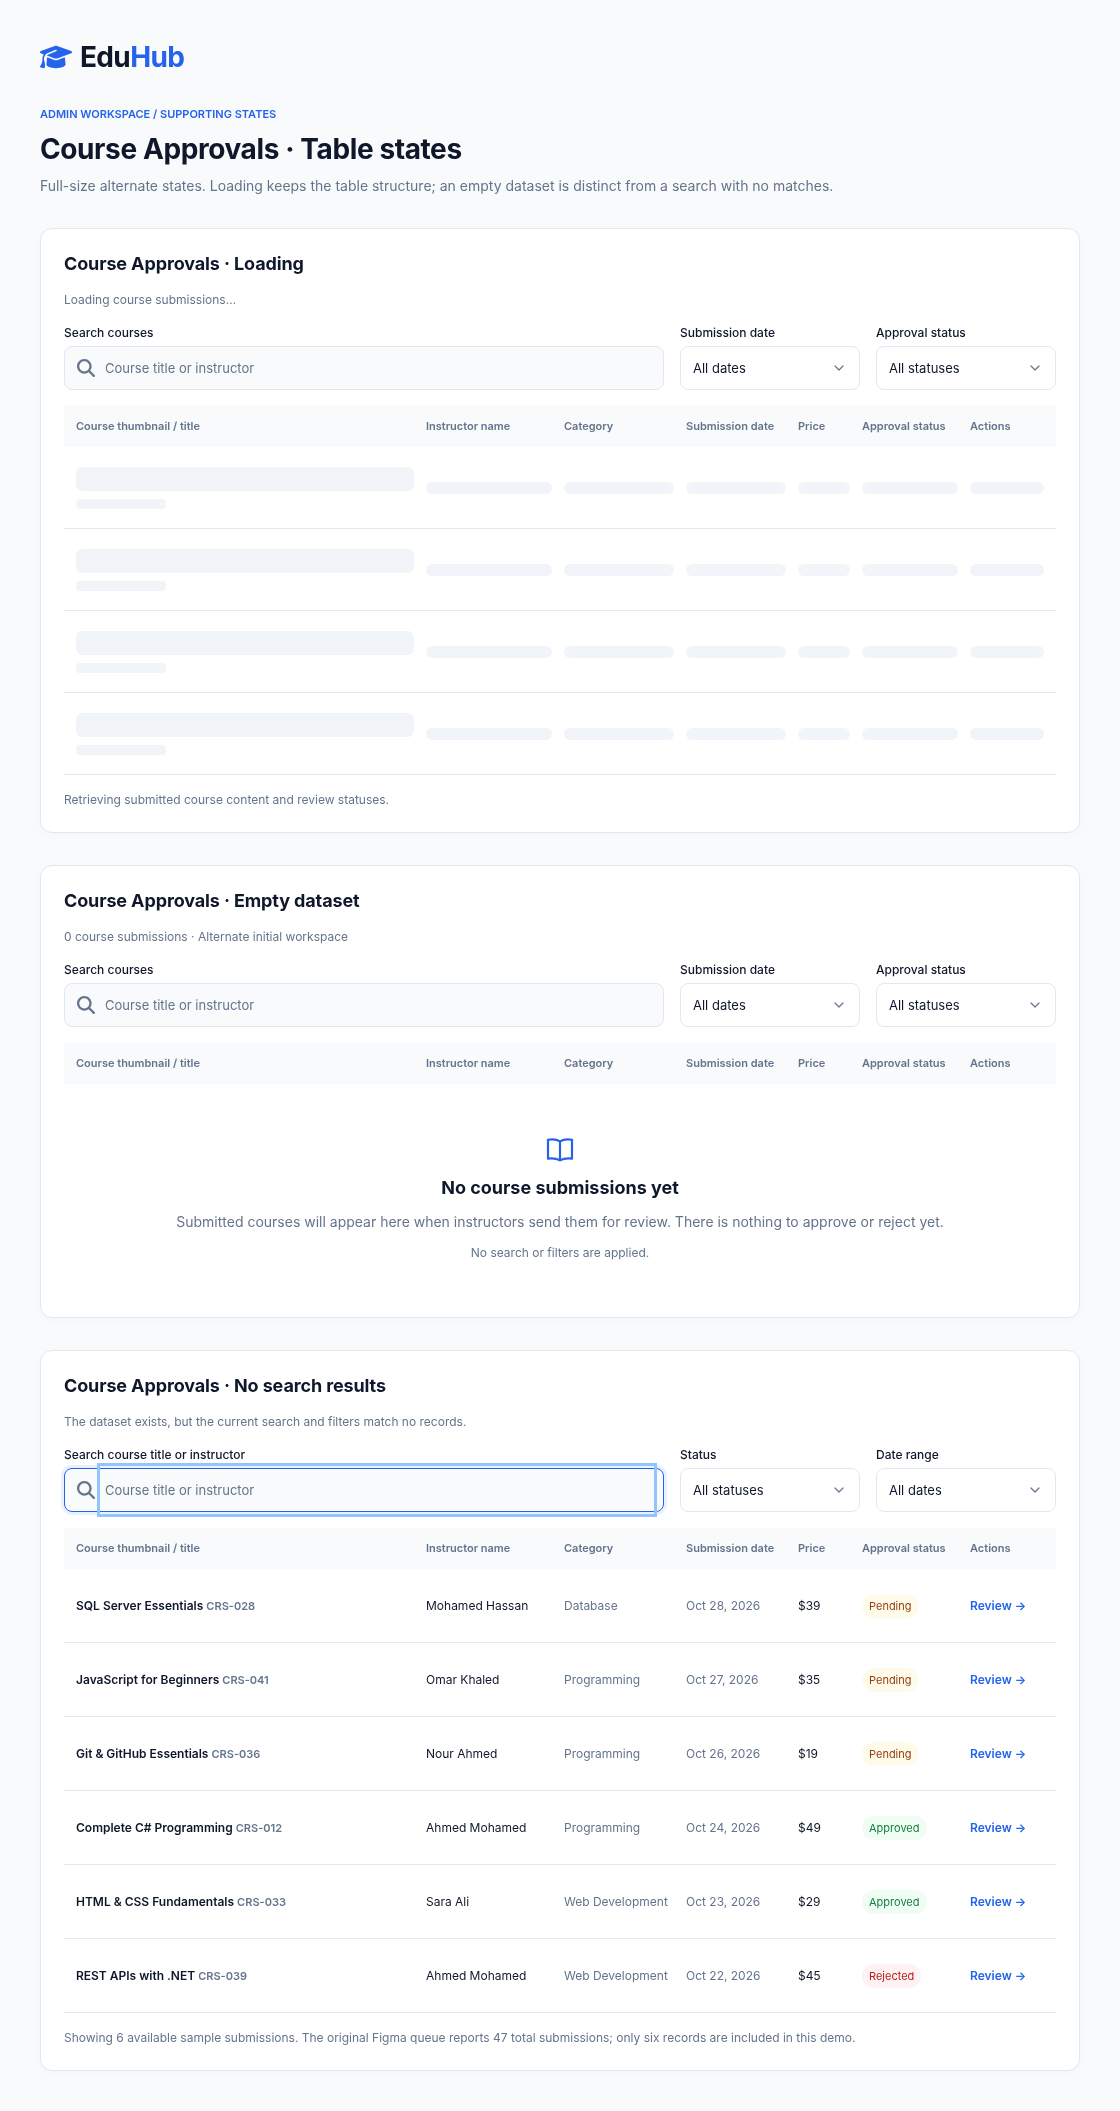 EduHub
ADMIN WORKSPACE / SUPPORTING STATES
Course Approvals · Table states
Full-size alternate states. Loading keeps the table structure; an empty dataset is distinct from a search with no matches.
Course Approvals · Loading
Loading course submissions...
Search courses Submission date Approval status
Course title or instructor All dates All statuses
Course thumbnail / title Instructor name Category Submission date Price Approval status Actions
Retrieving submitted course content and review statuses.
Course Approvals · Empty dataset
0 course submissions · Alternate initial workspace
Search courses Submission date Approval status
Course title or instructor All dates All statuses
Course thumbnail / title Instructor name Category Submission date Price Approval status Actions
No course submissions yet
Submitted courses will appear here when instructors send them for review. There is nothing to approve or reject yet.
No search or filters are applied.
Course Approvals · No search results
The dataset exists, but the current search and filters match no records.
Search course title or instructor Status Date range
Course title or instructor All statuses All dates
Course thumbnail / title Instructor name Category Submission date Price Approval status Actions
SQL Server Essentials CRS-028 Mohamed Hassan Database Oct 28, 2026 $39 Pending Review →
JavaScript for Beginners CRS-041 Omar Khaled Programming Oct 27, 2026 $35 Pending Review →
Git & GitHub Essentials CRS-036 Nour Ahmed Programming Oct 26, 2026 $19 Pending Review →
Complete C# Programming CRS-012 Ahmed Mohamed Programming Oct 24, 2026 $49 Approved Review →
HTML & CSS Fundamentals CRS-033 Sara Ali Web Development Oct 23, 2026 $29 Approved Review →
REST APIs with .NET CRS-039 Ahmed Mohamed Web Development Oct 22, 2026 $45 Rejected Review →
Showing 6 available sample submissions. The original Figma queue reports 47 total submissions; only six records are included in this demo.